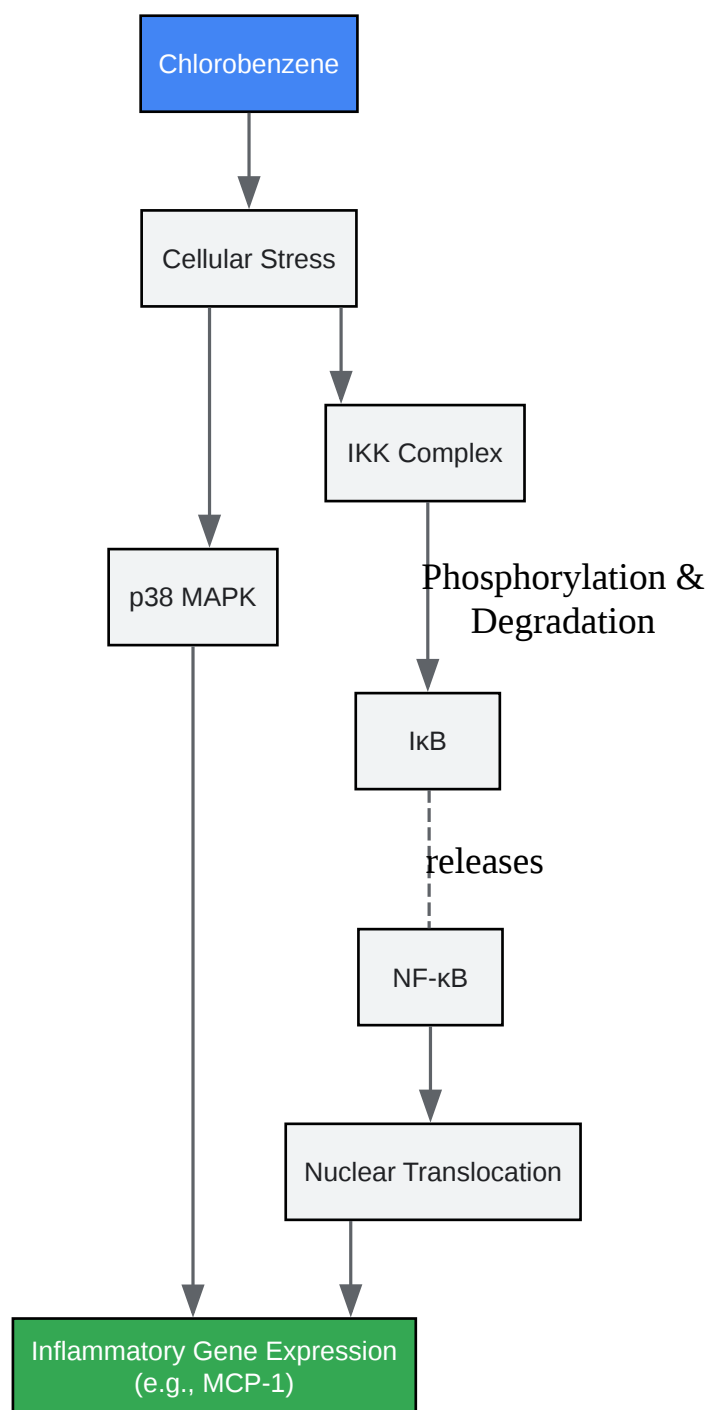 Chlorobenzene
Cellular Stress
IKK Complex
Phosphorylation &
Degradation
p38 MAPK
IκB
releases
NF-κB
Nuclear Translocation
Inflammatory Gene Expression
(e.g., MCP-1)